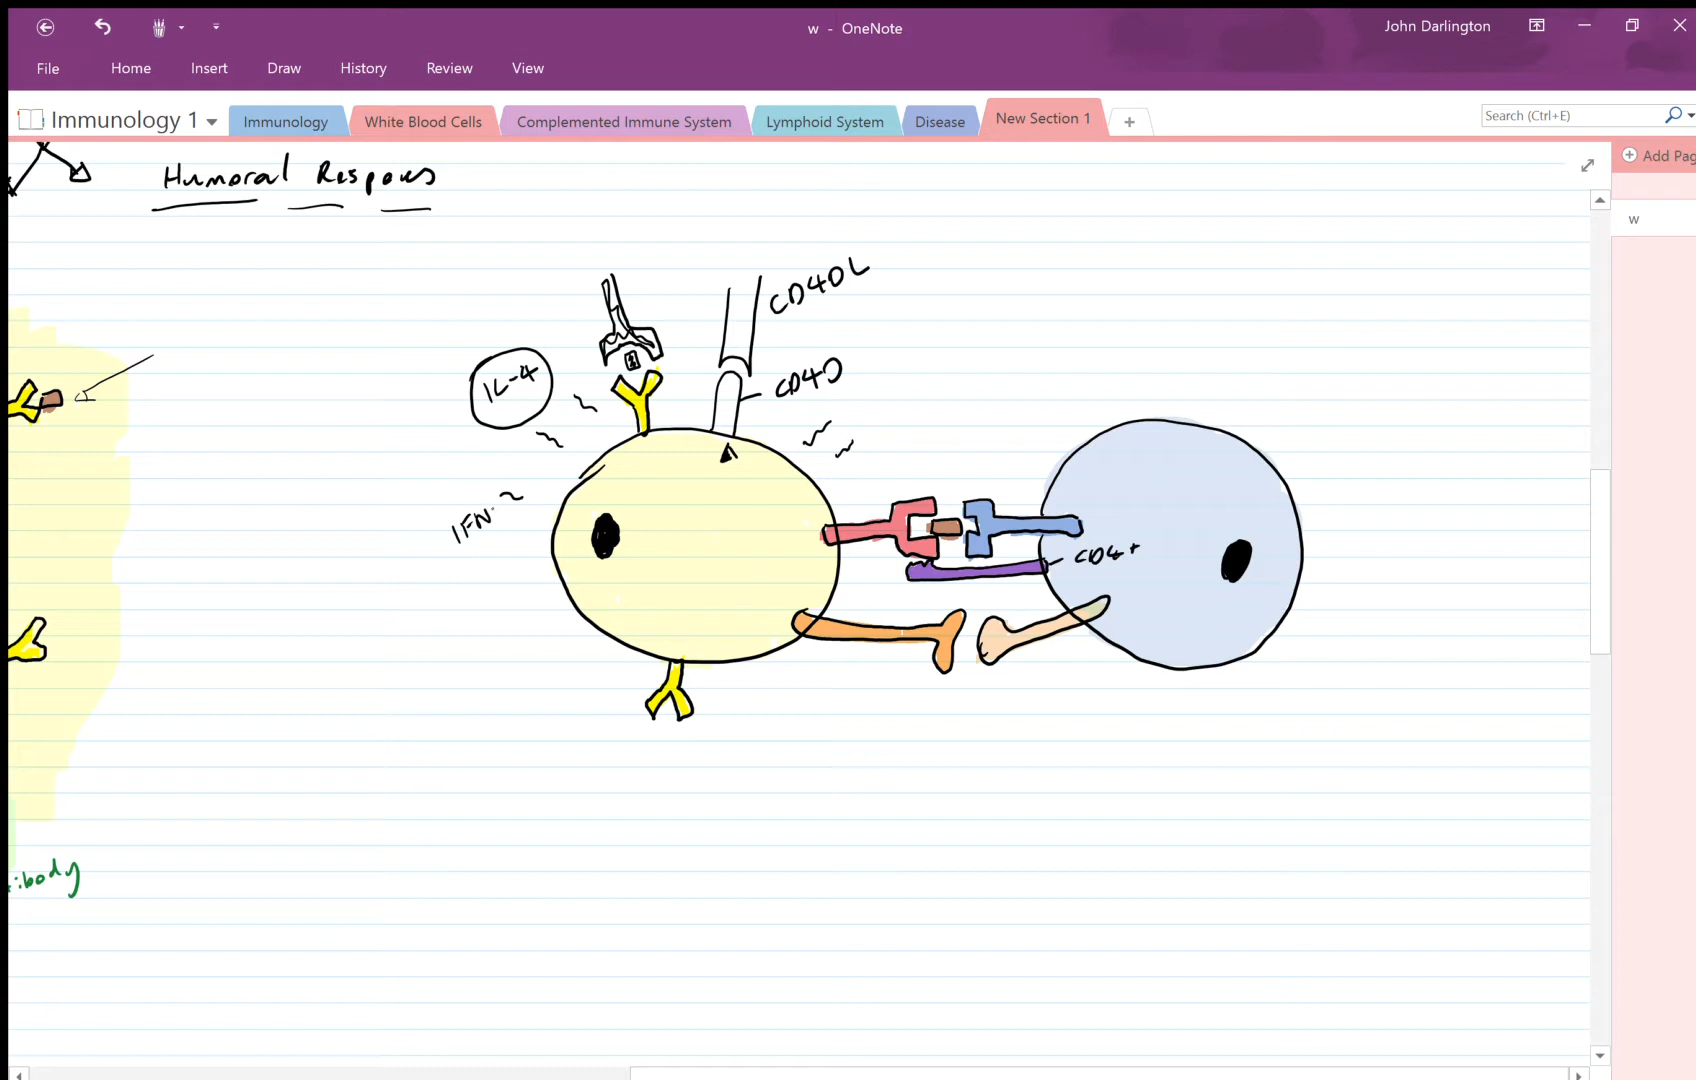 w - OneNote
John Darlington
File Home Insert Draw History Review View
Immunology 1
Immunology
White Blood Cells
Complemented Immune System
Lymphoid System
Disease
New Section 1
Search (Ctrl+E)
Add Pag
w
Humoral Respons
CD40L
IL-4
CD40
IFN
CD4+
ibody